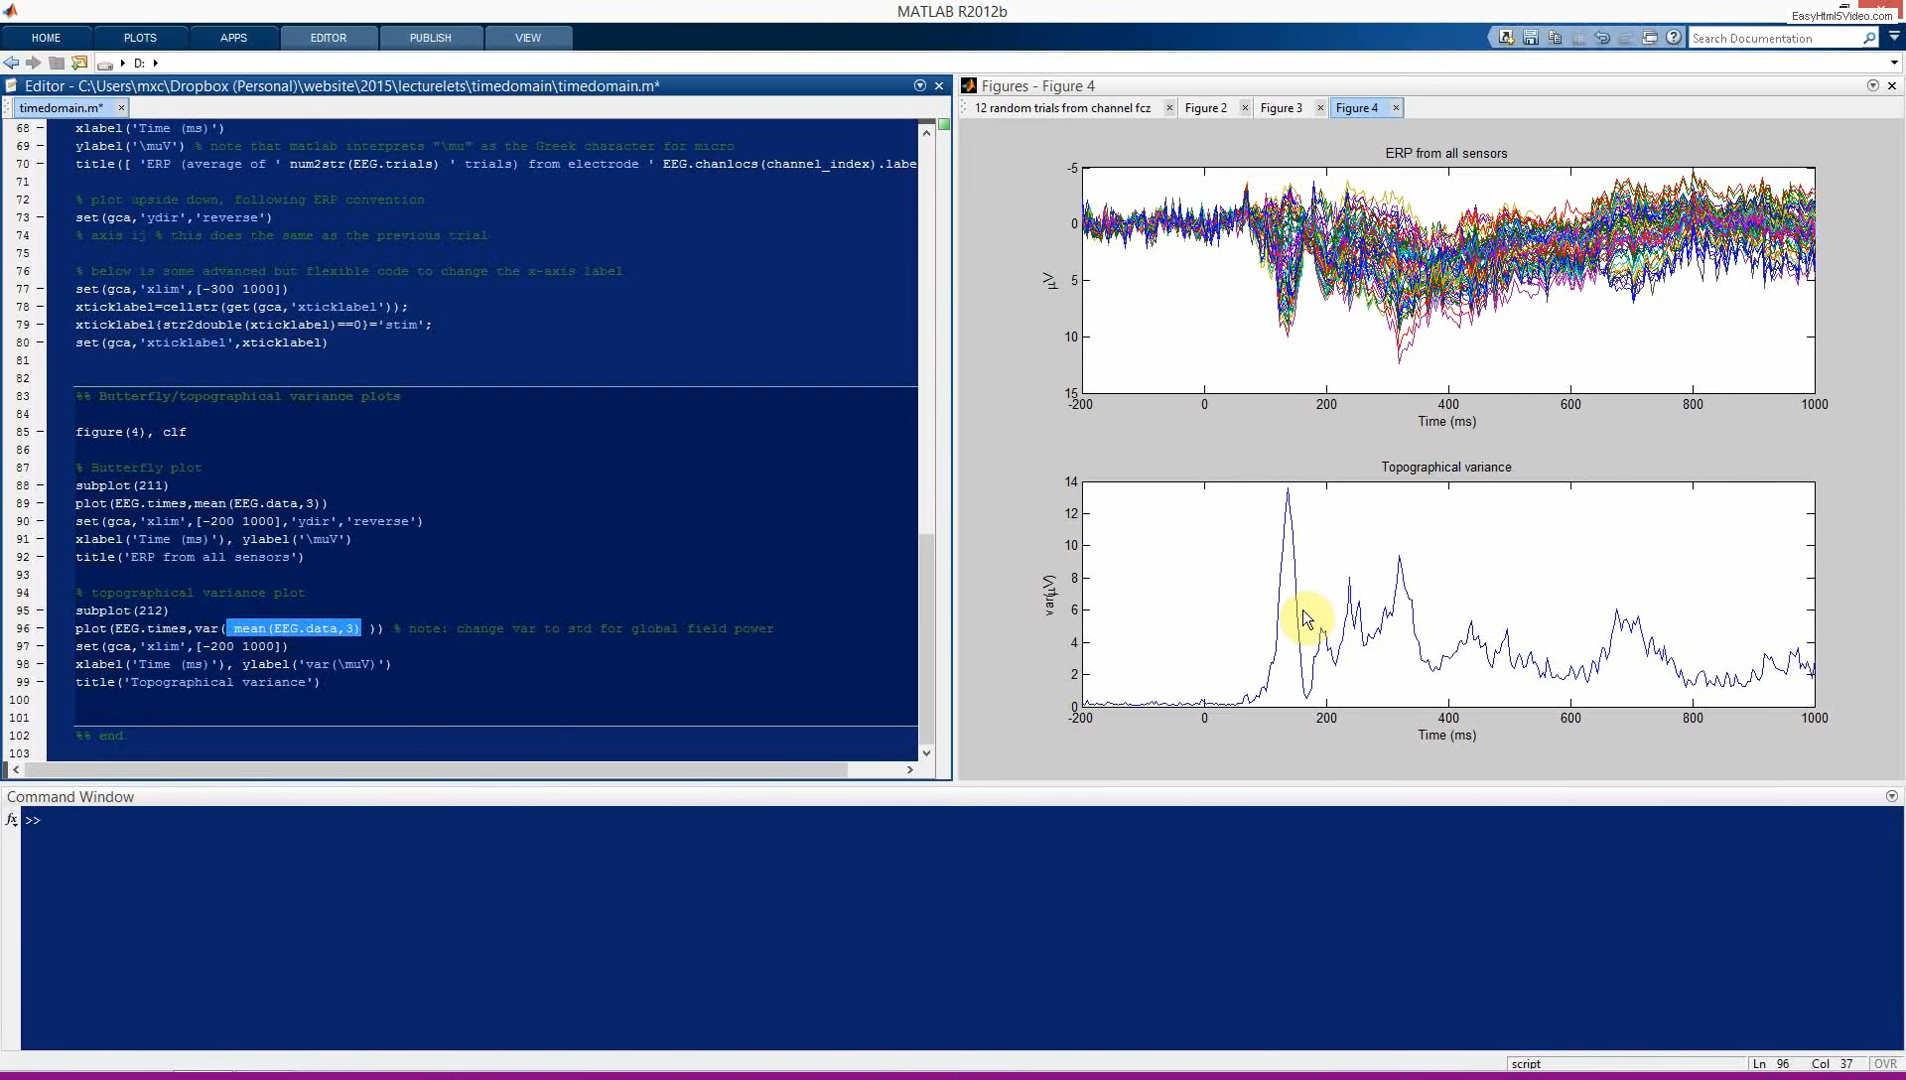 MATLAB R2012b
EasyHtml5Video.com
HOME PLOTS APPS EDITOR PUBLISH VIEW
Search Documentation
D:
Editor - C:\Users\mxc\Dropbox (Personal)\website\2015\lecturelets\timedomain\timedomain.m*
timedomain.m*
68 xlabel('Time (ms)')
69 ylabel('\muV') % note that matlab interprets "\mu" as the Greek character for micro
70 title([ 'ERP (average of ' num2str(EEG.trials) ' trials) from electrode ' EEG.chanlocs(channel_index).labe
71
72 % plot upside down, following ERP convention
73 set(gca,'ydir','reverse')
74 % axis ij % this does the same as the previous trial
75
76 % below is some advanced but flexible code to change the x-axis label
77 set(gca,'xlim',[-300 1000])
78 xticklabel=cellstr(get(gca,'xticklabel'));
79 xticklabel{str2double(xticklabel)==0}='stim';
80 set(gca,'xticklabel',xticklabel)
81
82
83 %% Butterfly/topographical variance plots
84
85 figure(4), clf
86
87 % Butterfly plot
88 subplot(211)
89 plot(EEG.times,mean(EEG.data,3))
90 set(gca,'xlim',[-200 1000],'ydir','reverse')
91 xlabel('Time (ms)'), ylabel('\muV')
92 title('ERP from all sensors')
93
94 % topographical variance plot
95 subplot(212)
96 plot(EEG.times,var( mean(EEG.data,3) )) % note: change var to std for global field power
97 set(gca,'xlim',[-200 1000])
98 xlabel('Time (ms)'), ylabel('var(\muV)')
99 title('Topographical variance')
100
101
102 %% end.
103
Figures - Figure 4
12 random trials from channel fcz Figure 2 Figure 3 Figure 4
ERP from all sensors
-5
0
5
10
15
μV
-200 0 200 400 600 800 1000
Time (ms)
Topographical variance
14
12
10
8
6
4
2
0
var(μV)
-200 0 200 400 600 800 1000
Time (ms)
Command Window
fx >>
script Ln 96 Col 37 OVR